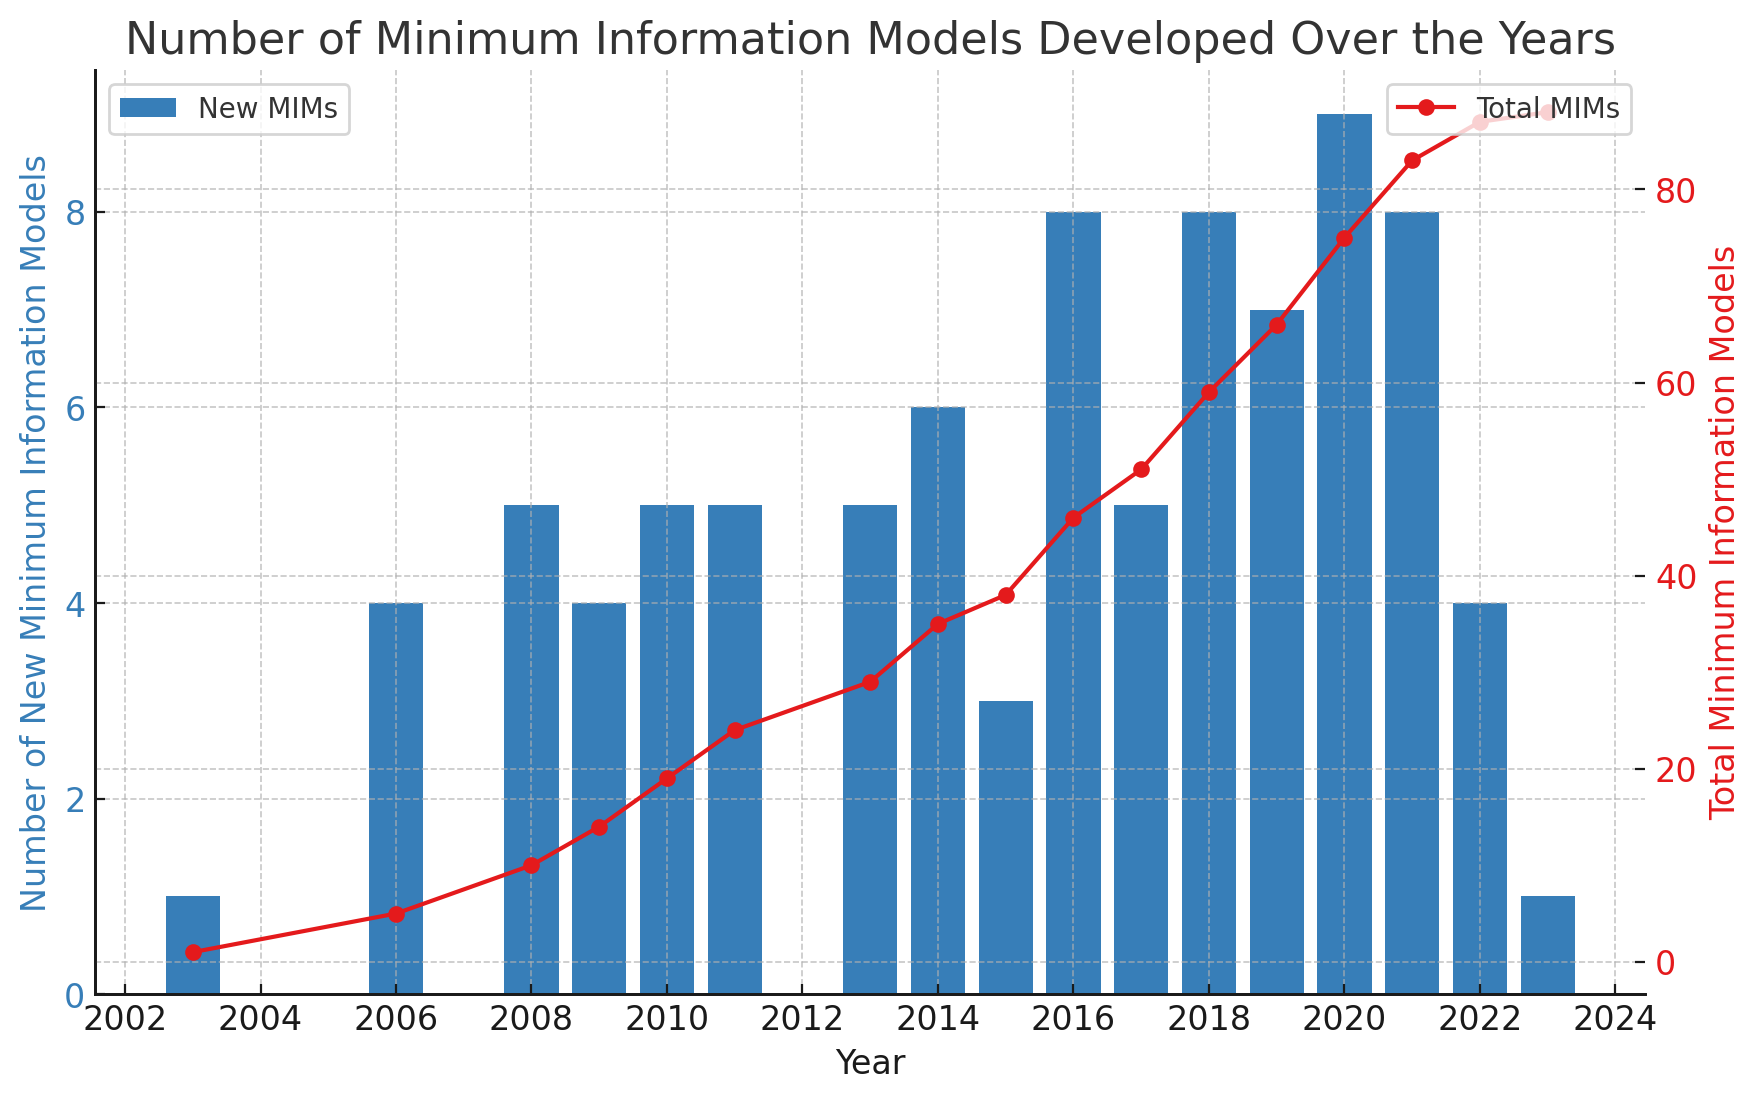 Number of Minimum Information Models Developed Over the Years
New MIMs
Total MIMs
Number of New Minimum Information Models
8
6
4
2
0
80
60
40
20
0
Total Minimum Information Models
2002 2004 2006 2008 2010 2012 2014 2016 2018 2020 2022 2024
Year